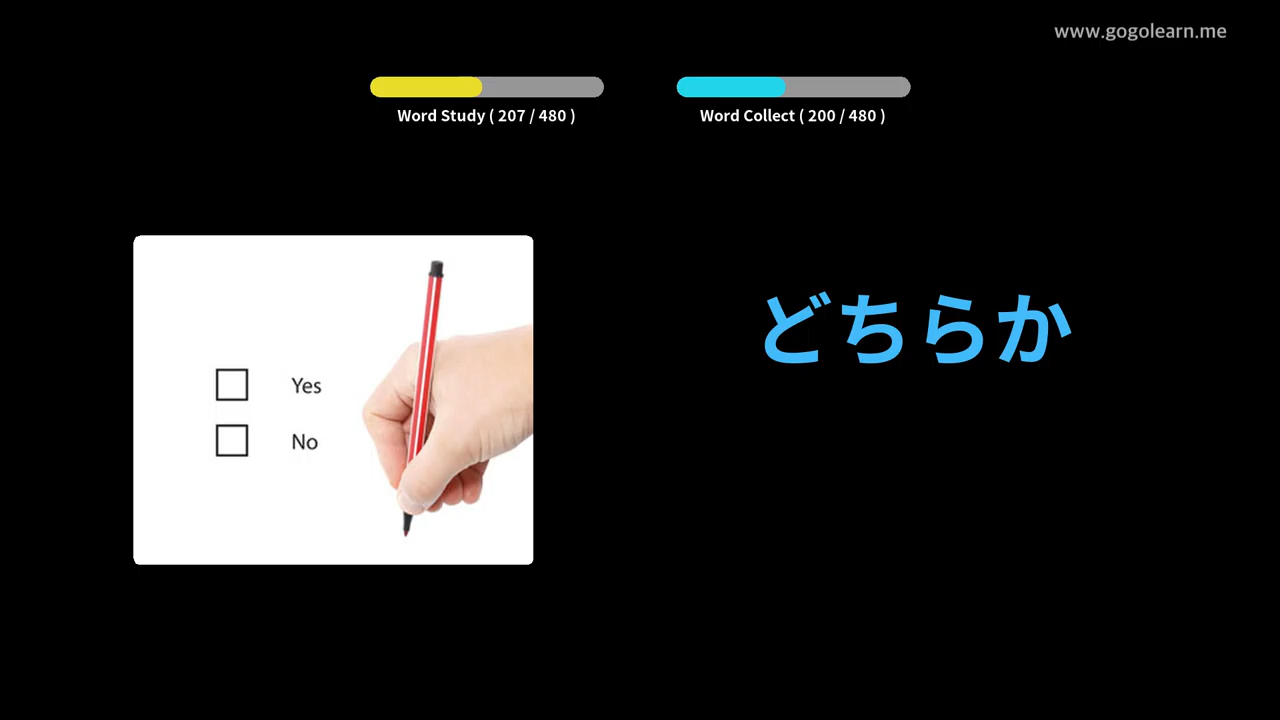 www.gogolearn.me
Word Study ( 207 / 480 )
Word Collect ( 200 / 480 )
Yes
No
どちらか